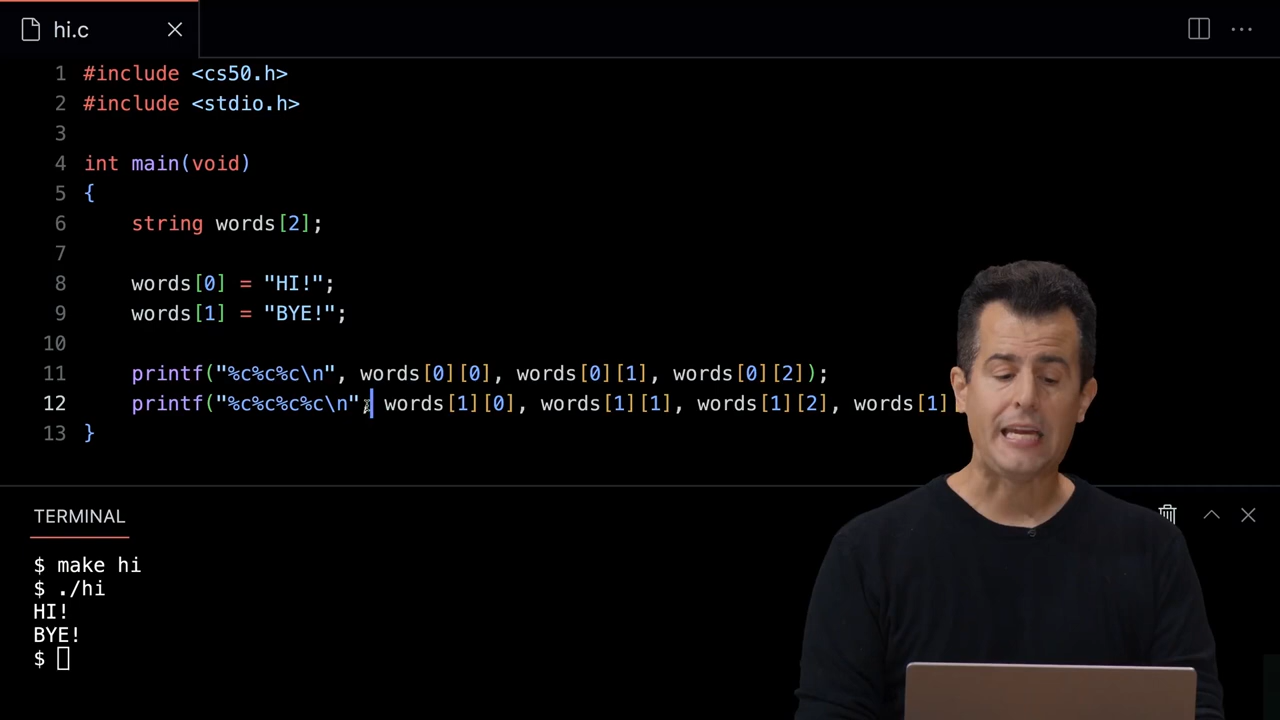 hi.c
1 #include <cs50.h>
2 #include <stdio.h>
3
4 int main(void)
5 {
6     string words[2];
7
8     words[0] = "HI!";
9     words[1] = "BYE!";
10
11     printf("%c%c%c\n", words[0][0], words[0][1], words[0][2]);
12     printf("%c%c%c%c\n", words[1][0], words[1][1], words[1][2], words[1]
13 }
TERMINAL
$ make hi
$ ./hi
HI!
BYE!
$